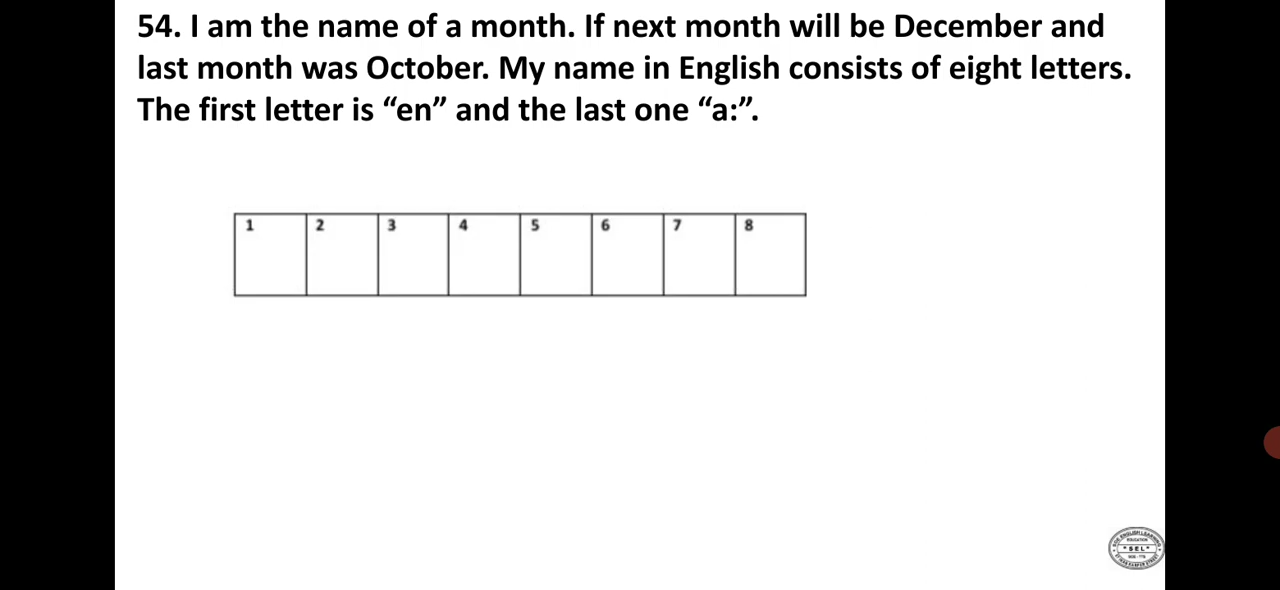 54. I am the name of a month. If next month will be December and
last month was October. My name in English consists of eight letters.
The first letter is “en” and the last one “a:”.
1 2 3 4 5 6 7 8
"SEL"